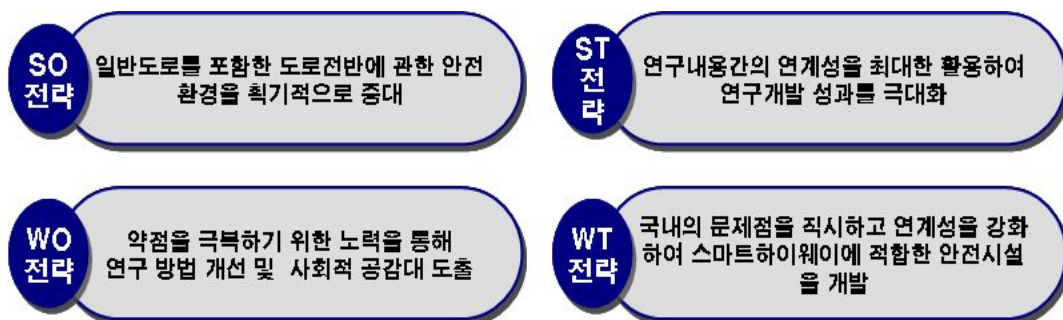 SO
전략
일반도로를 포함한 도로전반에 관한 안전
환경을 획기적으로 증대
ST
전
략
연구내용간의 연계성을 최대한 활용하여
연구개발 성과를 극대화
WO
전략
약점을 극복하기 위한 노력을 통해
연구 방법 개선 및 사회적 공감대 도출
WT
전략
국내의 문제점을 직시하고 연계성을 강화
하여 스마트하이웨이에 적합한 안전시설
을 개발